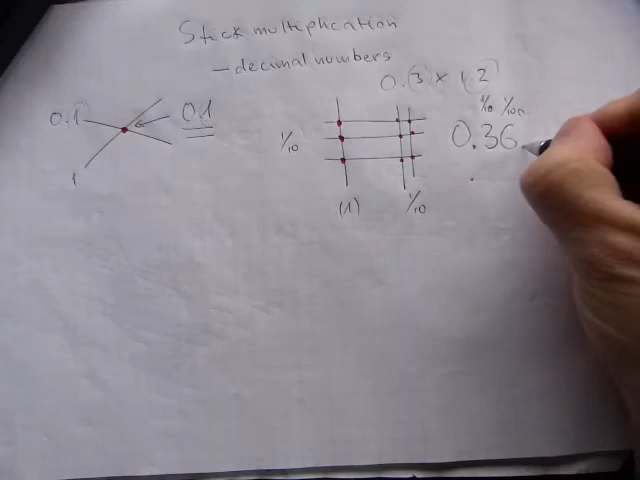 Stick multiplication
- decimal numbers
0.3 x 1.2
0.1
0.1
1/10 1/100
1/10
0.36
1
(1)
1/10